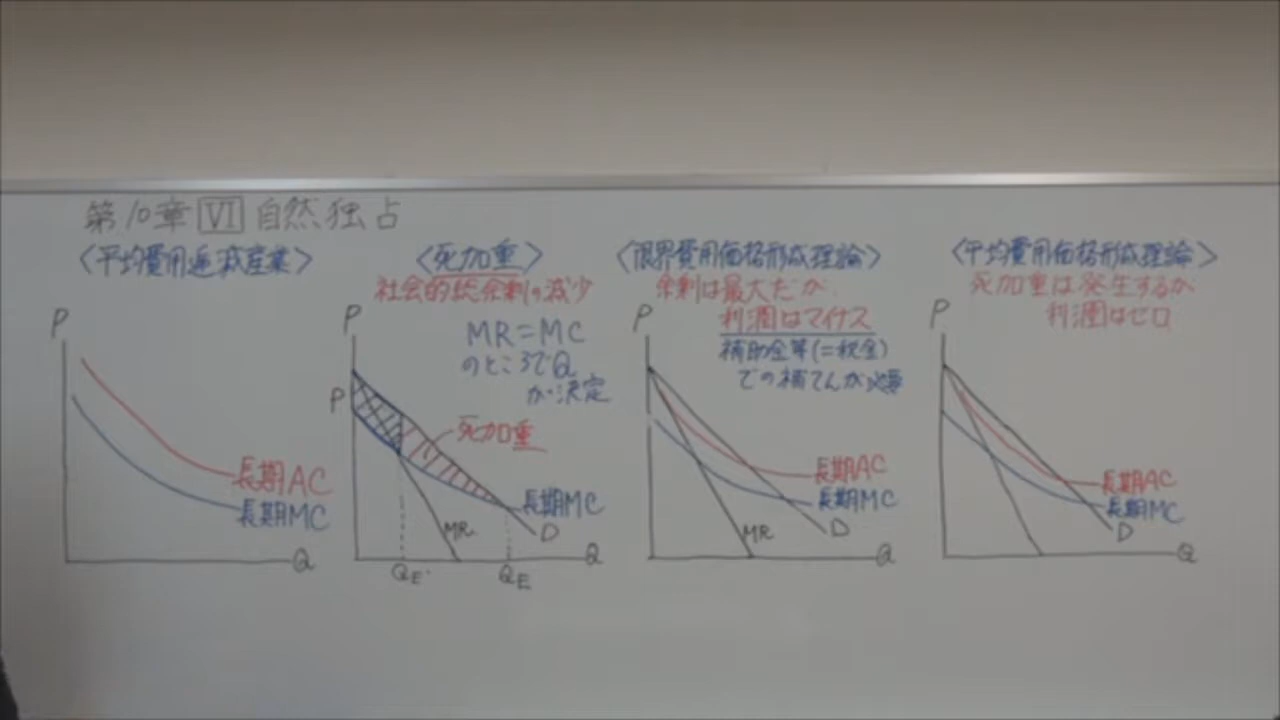 第10章 VI 自然独占
〈平均費用逓減産業〉
P
長期AC
長期MC
Q
〈死加重〉
社会的総余剰の減少
MR=MC
のところでQ
が決定
P
P
死加重
長期MC
MR
D
Q
QE'
QE
〈限界費用価格形成理論〉
余剰は最大だが
利潤はマイナス
補助金等(=税金)
での補てんが必要
P
長期AC
長期MC
MR
D
Q
〈平均費用価格形成理論〉
死加重は発生するが
利潤はゼロ
P
長期AC
長期MC
D
Q